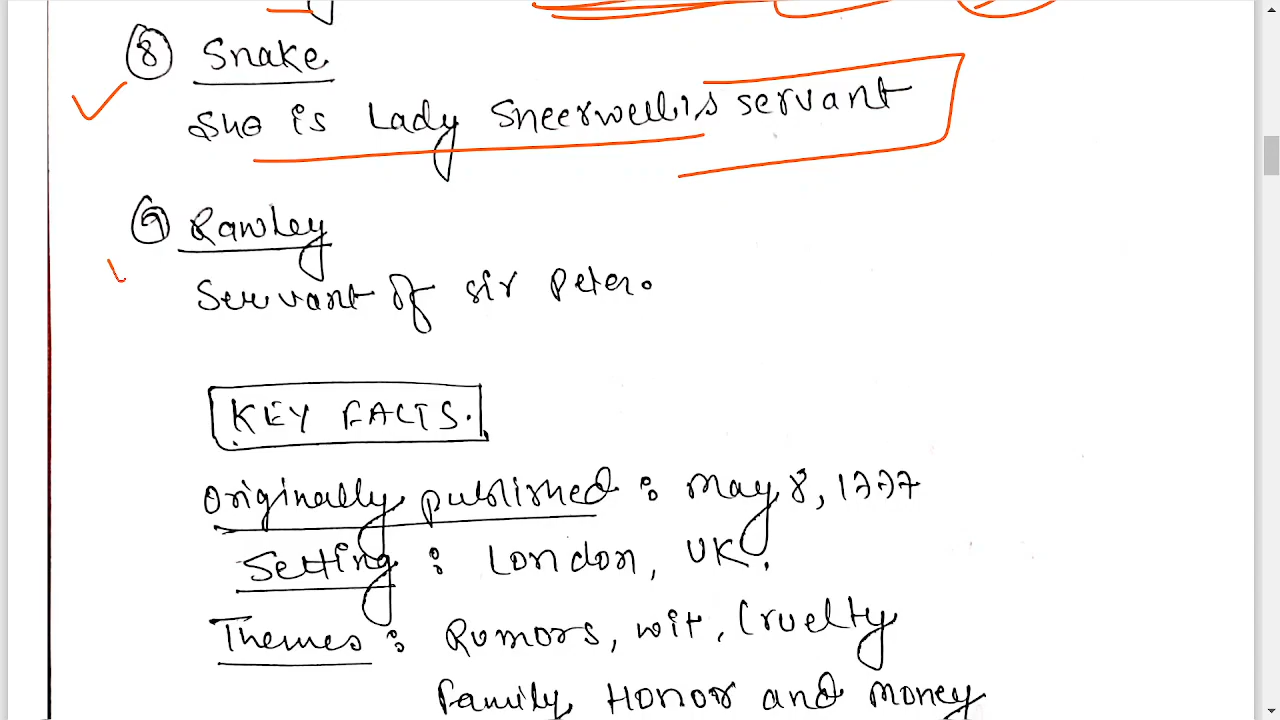 ⑧ Snake
She is Lady Sneerwell's servant
⑨ Rawley
Servant of sir Peter.
KEY FACTS.
Originally published : May 8, 1777
Setting : London, UK.
Themes : Rumors, wit, Cruelty
Family, Honor and money